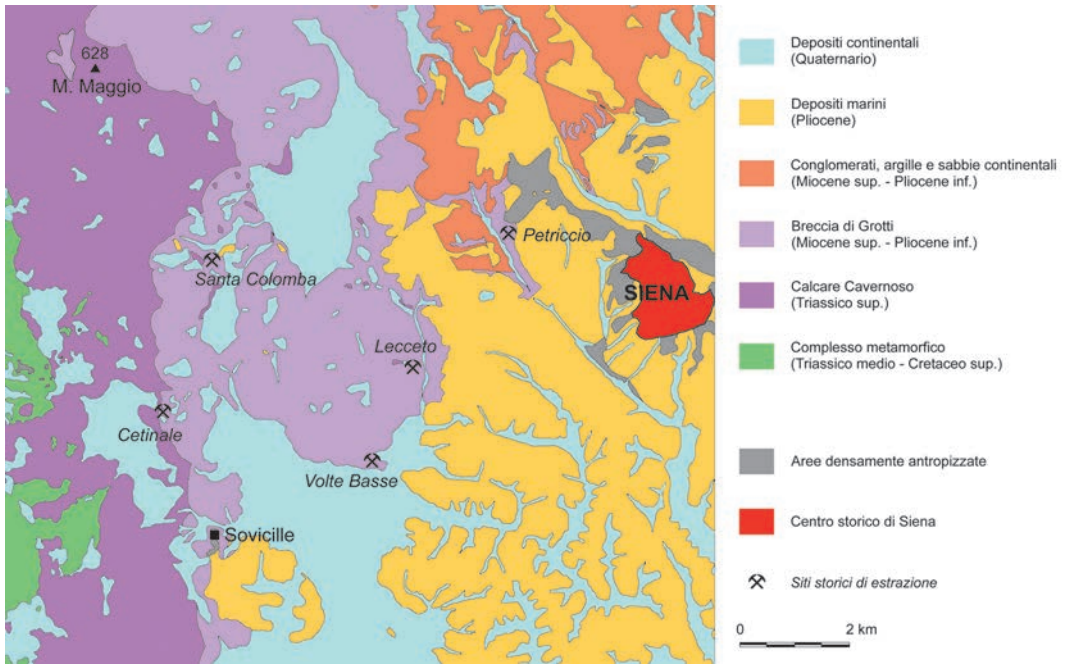 628
M. Maggio
Santa Colomba
Petriccio
SIENA
Lecceto
Cetinale
Volte Basse
Sovicille
Depositi continentali
(Quaternario)
Depositi marini
(Pliocene)
Conglomerati, argille e sabbie continentali
(Miocene sup. - Pliocene inf.)
Breccia di Grotti
(Miocene sup. - Pliocene inf.)
Calcare Cavernoso
(Triassico sup.)
Complesso metamorfico
(Triassico medio - Cretaceo sup.)
Aree densamente antropizzate
Centro storico di Siena
Siti storici di estrazione
0 2 km